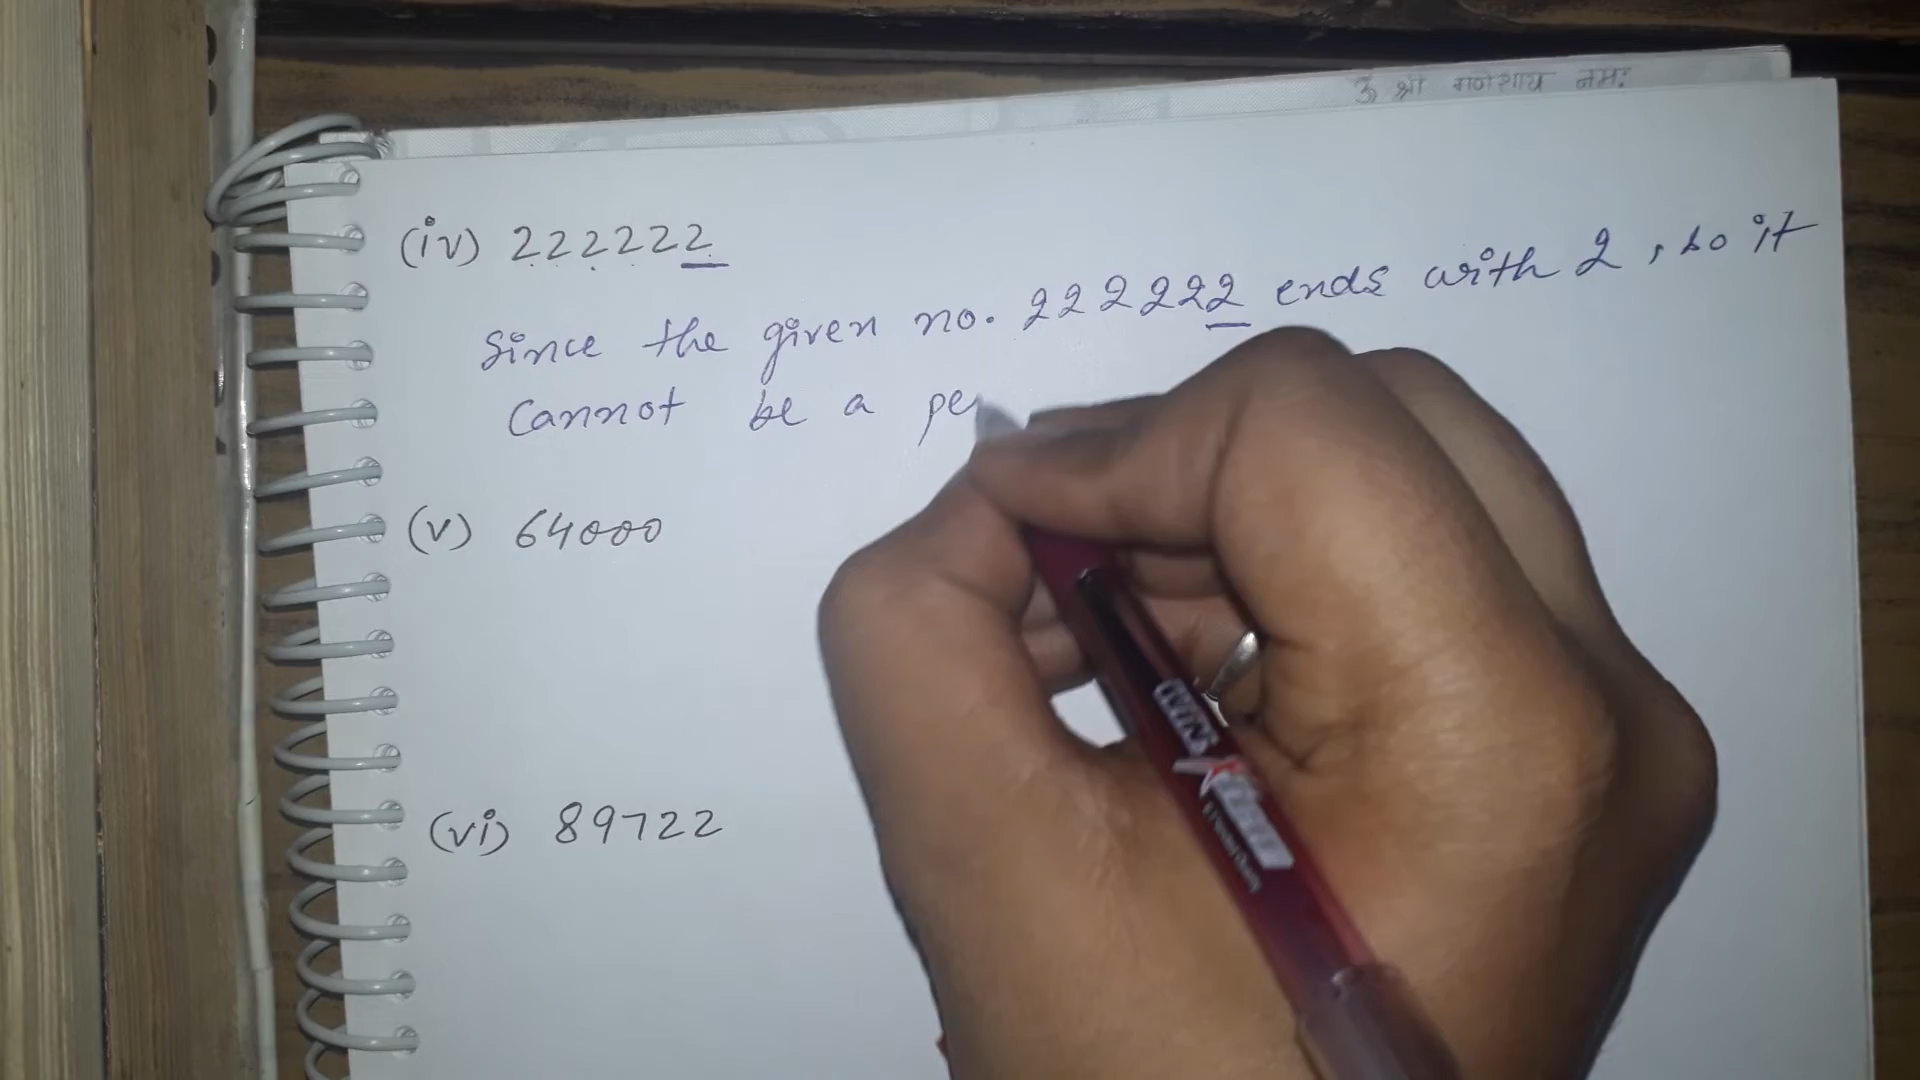 ॐ श्री गणेशाय नमः
(iv) 222222
Since the given no. 222222 ends with 2, so it
cannot be a pe
(v) 64000
(vi) 89722